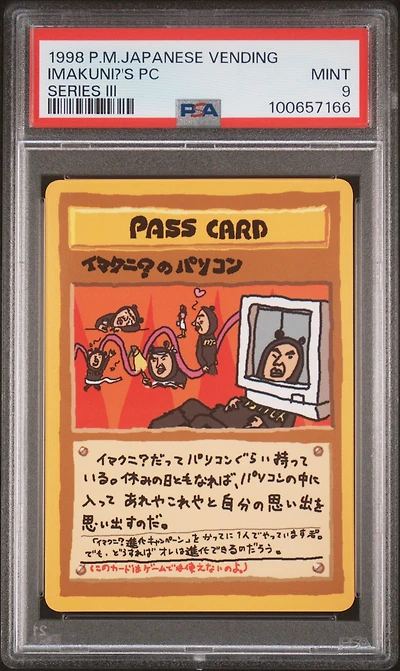 1998 P.M.JAPANESE VENDING
IMAKUNI?'S PC
MINT
SERIES III
9
PSA
100657166
PASS CARD
イマクニ?のパソコン
イマクニ?だってパソコンぐらい持って
いる。休みの日ともなれば、パソコンの中に
入って あれやこれやと自分の思い出を
思い出すのだ。
「イマクニ?進化キャンペーン」をかってに1人でやっていますぞ。
でも、どうすれば オレは進化できるのだろう。
(このカードはゲームでは使えないのよ。)